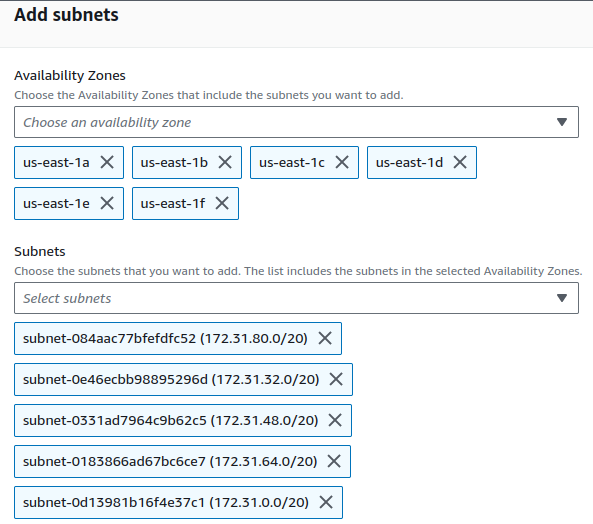 Add subnets
Availability Zones
Choose the Availability Zones that include the subnets you want to add.
Choose an availability zone
us-east-1a us-east-1b us-east-1c us-east-1d
us-east-1e us-east-1f
Subnets
Choose the subnets that you want to add. The list includes the subnets in the selected Availability Zones.
Select subnets
subnet-084aac77bfefdfc52 (172.31.80.0/20)
subnet-0e46ecbb98895296d (172.31.32.0/20)
subnet-0331ad7964c9b62c5 (172.31.48.0/20)
subnet-0183866ad67bc6ce7 (172.31.64.0/20)
subnet-0d13981b16f4e37c1 (172.31.0.0/20)